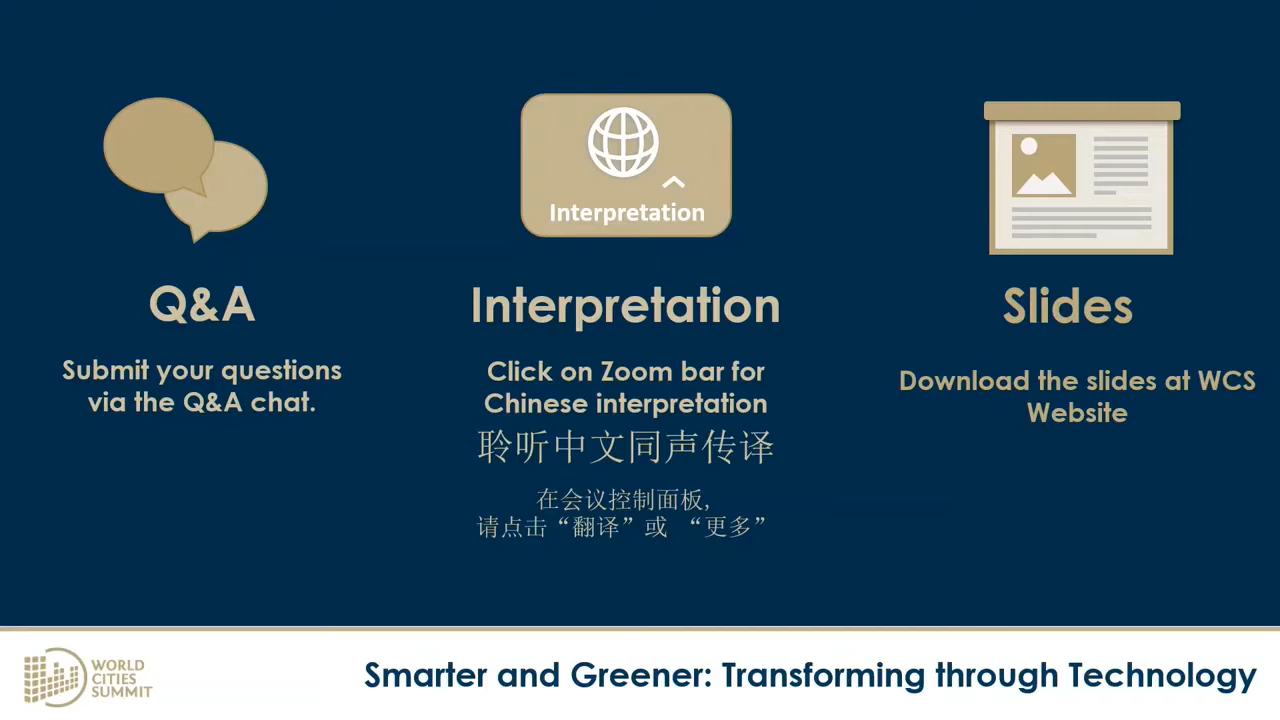 Q&A
Submit your questions
via the Q&A chat.
Interpretation
Interpretation
Click on Zoom bar for
Chinese interpretation
聆听中文同声传译
在会议控制面板,
请点击“翻译”或 “更多”
Slides
Download the slides at WCS
Website
WORLD
CITIES
SUMMIT
Smarter and Greener: Transforming through Technology